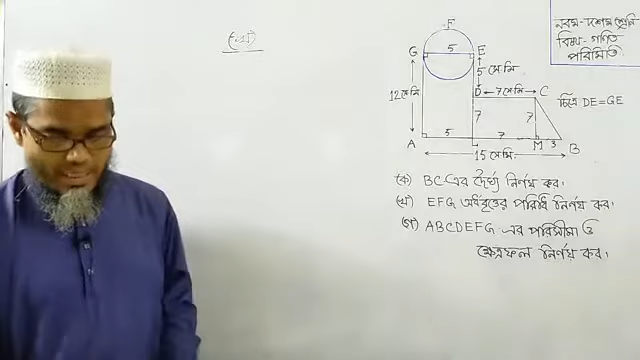 (খ)
নবম-দশম শ্রেণি
বিষয়- গণিত
পরিমিতি
F
G 5 E
5 সে.মি
D 7 সে.মি C
চিত্রে DE=GE
12 সে.মি
7 7
A 5 7 M 3 B
15 সে.মি
(ক) BC এর দৈর্ঘ্য নির্ণয় কর।
(খ) EFG অর্ধবৃত্তের পরিধি নির্ণয় কর।
(গ) ABCDEFG এর পরিসীমা ও
ক্ষেত্রফল নির্ণয় কর।